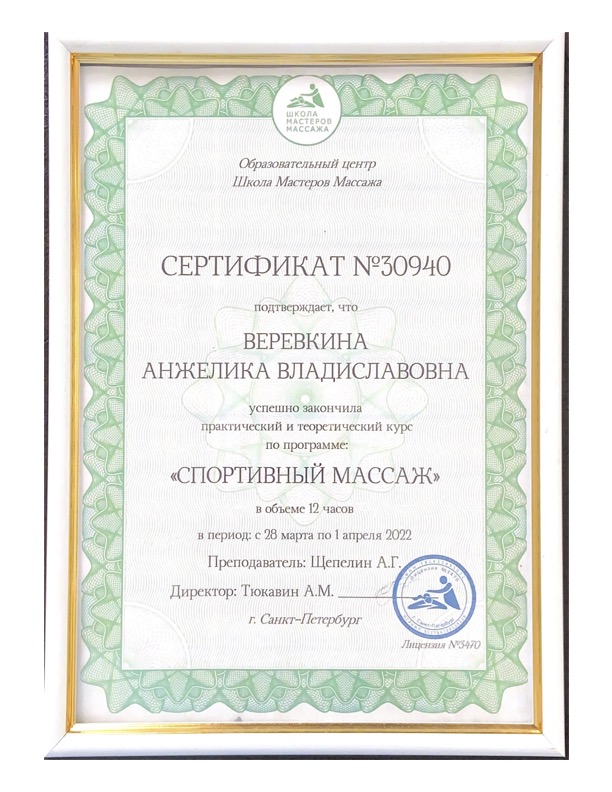 ШКОЛА
МАСТЕРОВ
МАССАЖА
Образовательный центр
Школа Мастеров Массажа
СЕРТИФИКАТ №30940
подтверждает, что
ВЕРЕВКИНА
АНЖЕЛИКА ВЛАДИСЛАВОВНА
успешно закончила
практический и теоретический курс
по программе:
«СПОРТИВНЫЙ МАССАЖ»
в объеме 12 часов
в период: с 28 марта по 1 апреля 2022
Преподаватель: Щепелин А.Г.
Директор: Тюкавин А.М.
г. Санкт-Петербург
г. Санкт-Петербург
Лицензия №3470